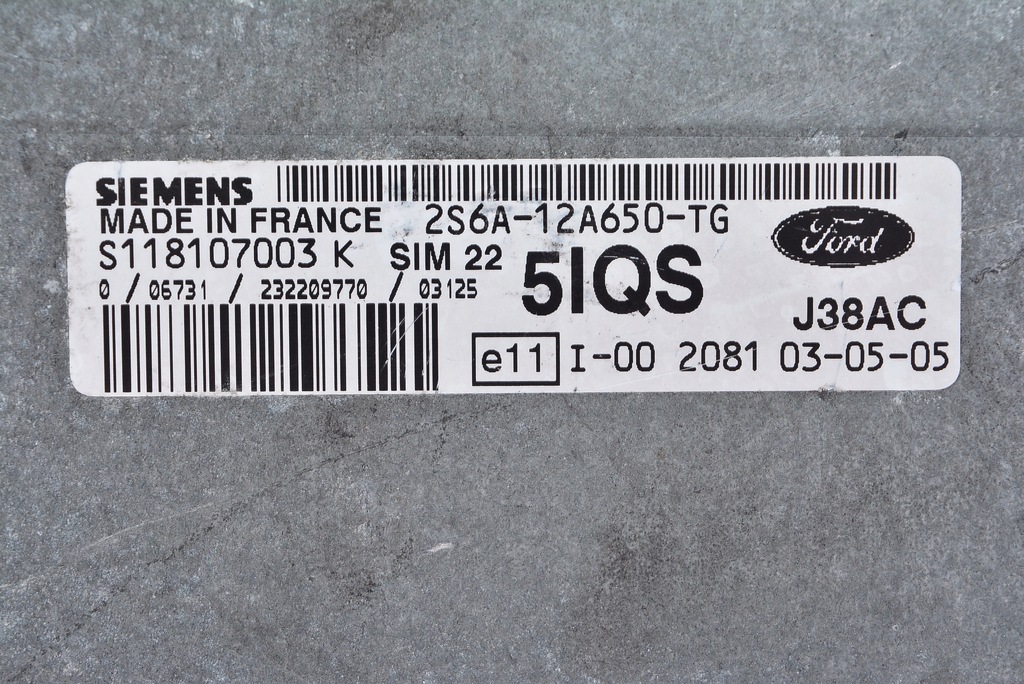 SIEMENS
MADE IN FRANCE 2S6A-12A650-TG
Ford
S118107003 K SIM 22 5IQS
0 / 06731 / 232209770 / 03125
J38AC
e11 I-00 2081 03-05-05